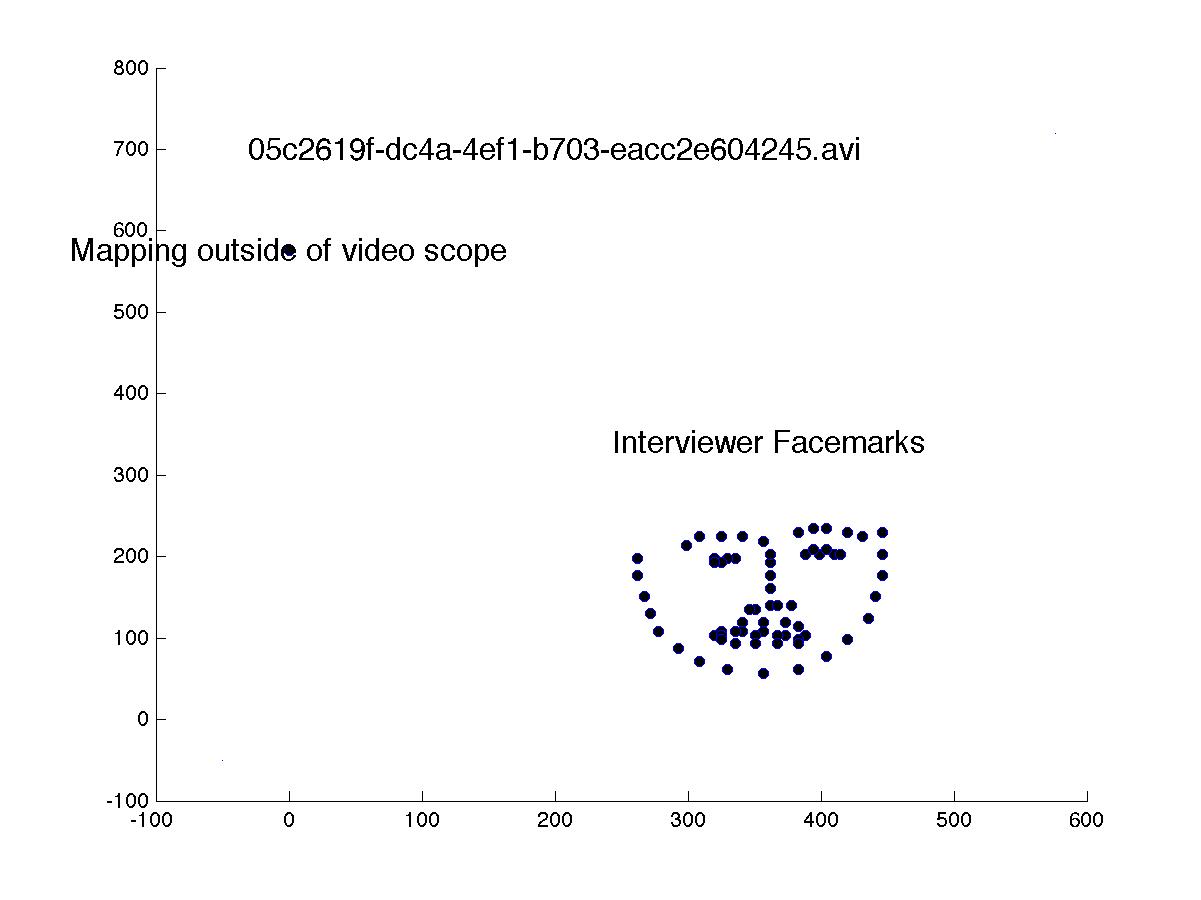 800
700
05c2619f-dc4a-4ef1-b703-eacc2e604245.avi
600
Mapping outside of video scope
500
400
Interviewer Facemarks
300
200
100
0
-100
-100 0 100 200 300 400 500 600